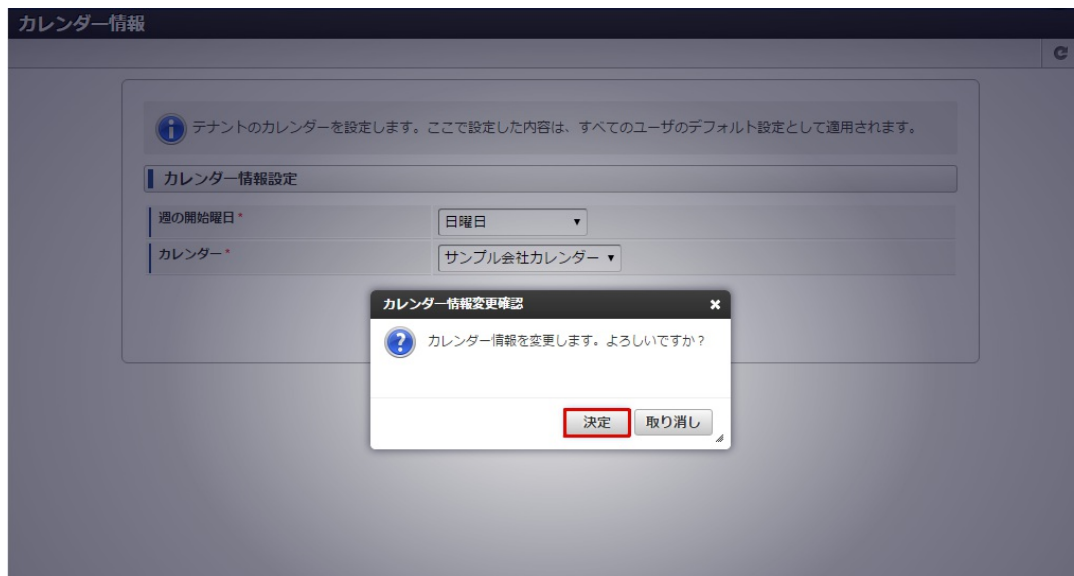 カレンダー情報
テナントのカレンダーを設定します。ここで設定した内容は、すべてのユーザのデフォルト設定として適用されます。
カレンダー情報設定
週の開始曜日 *
日曜日
カレンダー *
サンプル会社カレンダー
カレンダー情報変更確認
カレンダー情報を変更します。よろしいですか？
決定
取り消し